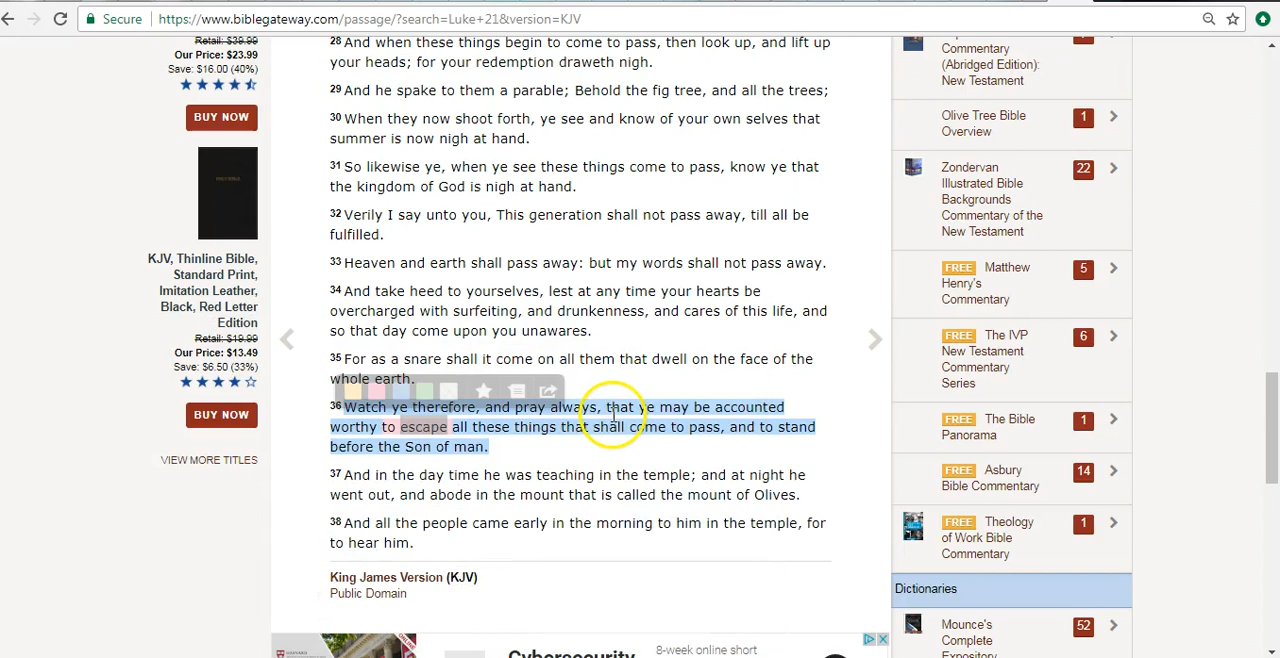 Secure
https://www.biblegateway.com/passage/?search=Luke+21&version=KJV
Retail: $39.99
Our Price: $23.99
Save: $16.00 (40%)
BUY NOW
KJV, Thinline Bible,
Standard Print,
Imitation Leather,
Black, Red Letter
Edition
Retail: $19.99
Our Price: $13.49
Save: $6.50 (33%)
BUY NOW
VIEW MORE TITLES
28 And when these things begin to come to pass, then look up, and lift up
your heads; for your redemption draweth nigh.
29 And he spake to them a parable; Behold the fig tree, and all the trees;
30 When they now shoot forth, ye see and know of your own selves that
summer is now nigh at hand.
31 So likewise ye, when ye see these things come to pass, know ye that
the kingdom of God is nigh at hand.
32 Verily I say unto you, This generation shall not pass away, till all be
fulfilled.
33 Heaven and earth shall pass away: but my words shall not pass away.
34 And take heed to yourselves, lest at any time your hearts be
overcharged with surfeiting, and drunkenness, and cares of this life, and
so that day come upon you unawares.
35 For as a snare shall it come on all them that dwell on the face of the
whole earth.
36 Watch ye therefore, and pray always, that ye may be accounted
worthy to escape all these things that shall come to pass, and to stand
before the Son of man.
37 And in the day time he was teaching in the temple; and at night he
went out, and abode in the mount that is called the mount of Olives.
38 And all the people came early in the morning to him in the temple, for
to hear him.
King James Version (KJV)
Public Domain
Cybersecurity
8-week online short
Commentary
(Abridged Edition):
New Testament
Olive Tree Bible
Overview
1
Zondervan
Illustrated Bible
Backgrounds
Commentary of the
New Testament
22
FREE Matthew
Henry's
Commentary
5
FREE The IVP
New Testament
Commentary
Series
6
FREE The Bible
Panorama
1
FREE Asbury
Bible Commentary
14
FREE Theology
of Work Bible
Commentary
1
Dictionaries
Mounce's
Complete
Expository
52